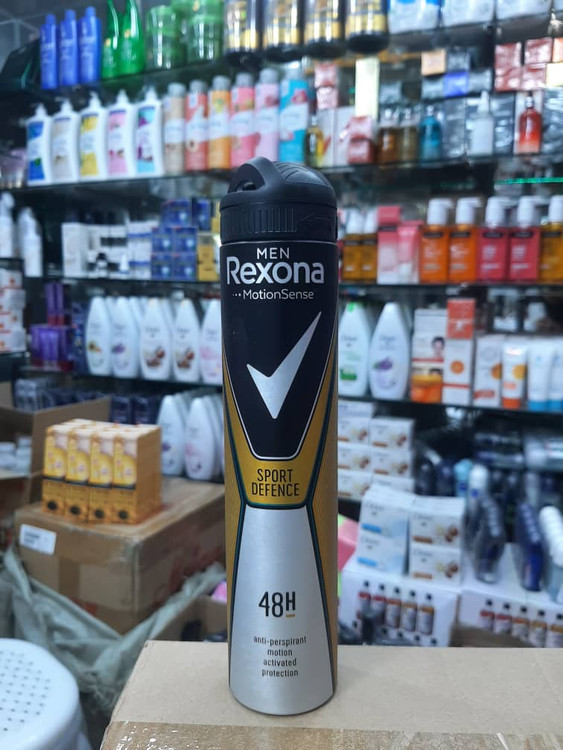 MEN
Rexona
MotionSense
SPORT
DEFENCE
48H
anti-perspirant
motion
activated
protection